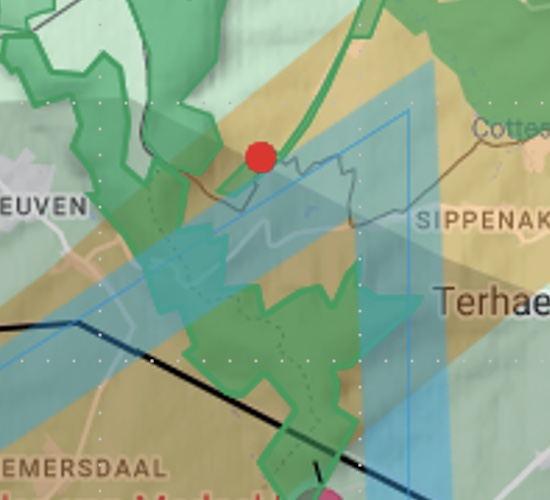 Cottes
EUVEN
SIPPENAK
Terhae
EMERSDAAL